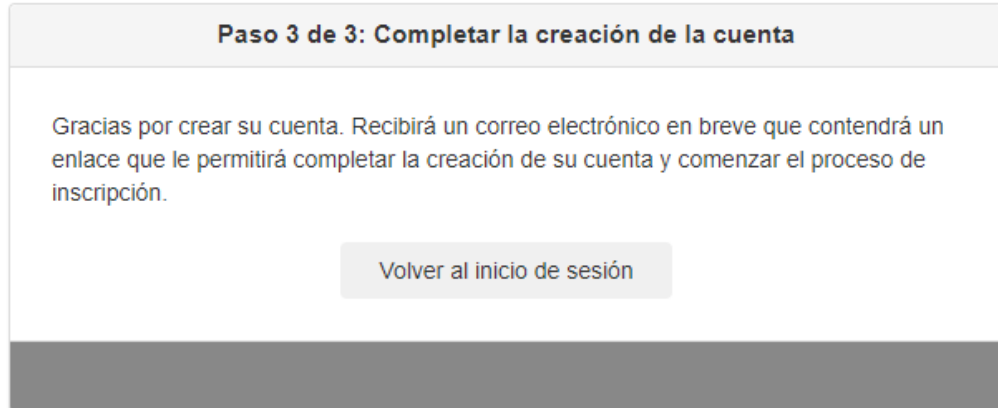 Paso 3 de 3: Completar la creación de la cuenta
Gracias por crear su cuenta. Recibirá un correo electrónico en breve que contendrá un
enlace que le permitirá completar la creación de su cuenta y comenzar el proceso de
inscripción.
Volver al inicio de sesión